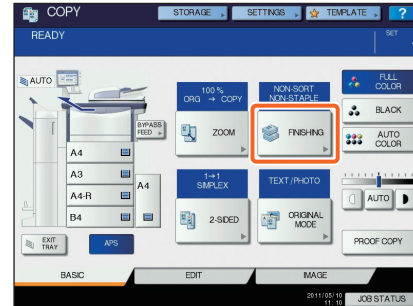 COPY
STORAGE
SETTINGS
TEMPLATE
?
READY
SET
AUTO
BYPASS
FEED
A4
A3
A4-R
B4
A4
EXIT
TRAY
APS
100 %
ORG → COPY
ZOOM
NON-SORT
NON-STAPLE
FINISHING
1→1
SIMPLEX
2-SIDED
TEXT/PHOTO
ORIGINAL
MODE
FULL
COLOR
BLACK
AUTO
COLOR
AUTO
PROOF COPY
BASIC
EDIT
IMAGE
2011/05/10
11:10
JOB STATUS